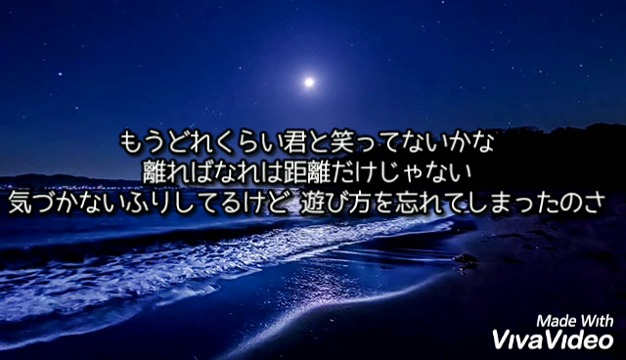 もうどれくらい君と笑ってないかな
離ればなれは距離だけじゃない
気づかないふりしてるけど 遊び方を忘れてしまったのさ
Made With
VivaVideo